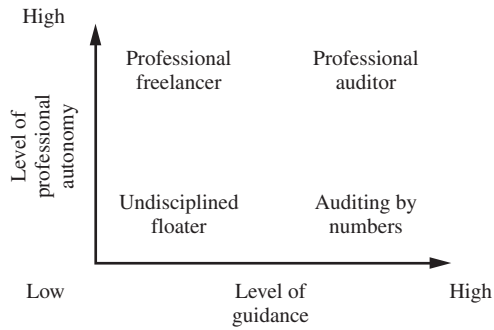 High
Professional
freelancer
Professional
auditor
Level of
professional
autonomy
Undisciplined
floater
Auditing by
numbers
Low
Level of
guidance
High